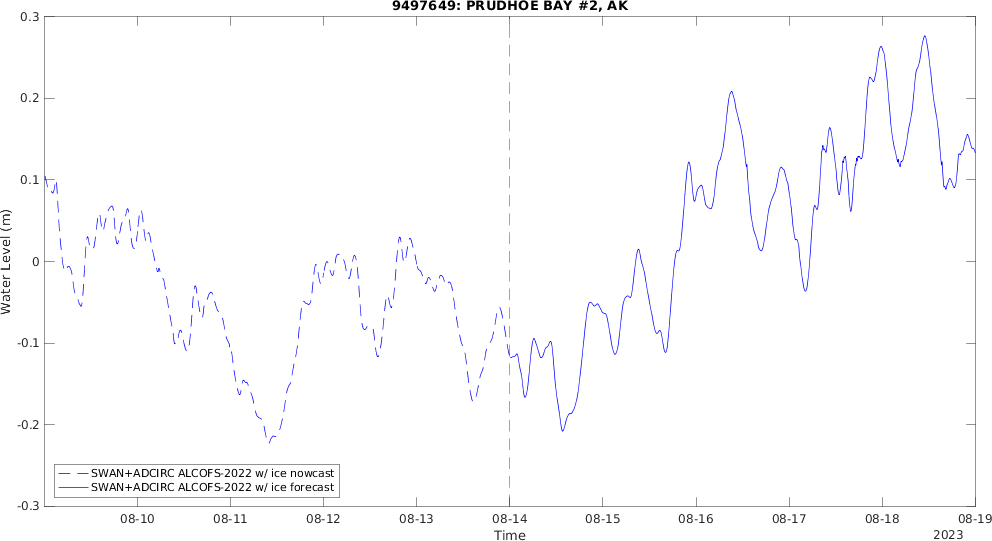 9497649: PRUDHOE BAY #2, AK
0.3
0.2
0.1
0
-0.1
-0.2
-0.3
Water Level (m)
SWAN+ADCIRC ALCOFS-2022 w/ ice nowcast
SWAN+ADCIRC ALCOFS-2022 w/ ice forecast
08-10 08-11 08-12 08-13 08-14 08-15 08-16 08-17 08-18 08-19
Time
2023